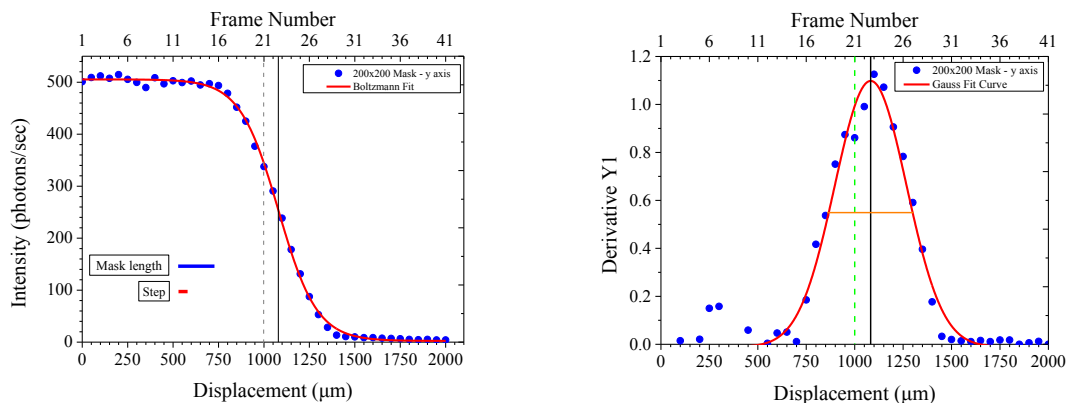 Frame Number
1 6 11 16 21 26 31 36 41
500
400
300
200
100
0
Intensity (photons/sec)
200x200 Mask - y axis
Boltzmann Fit
Mask length
Step
0 250 500 750 1000 1250 1500 1750 2000
Displacement (μm)
Frame Number
1 6 11 16 21 26 31 36 41
1.2
1.0
0.8
0.6
0.4
0.2
0.0
Derivative Y1
200x200 Mask - y axis
Gauss Fit Curve
0 250 500 750 1000 1250 1500 1750 2000
Displacement (μm)